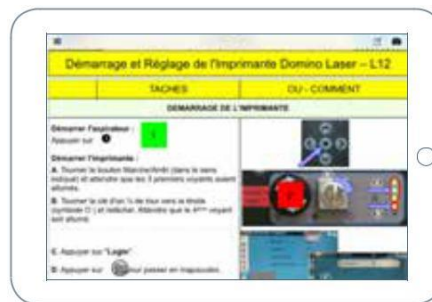 Démarrage et Réglage de l'Imprimante Domino Laser – L12
TACHES
OU - COMMENT
DEMARRAGE DE L'IMPRIMANTE
Démarrer l'aspirateur :
Appuyer sur
Démarrer l'imprimante :
A. Tourner le bouton Marche/Arrêt (dans le sens
indiqué) et attendre que les 3 premiers voyants soient
allumés.
B. Tourner la clé d'un ¼ de tour vers la droite
(symbole ) et relâcher. Attendre que le 4ème voyant
soit allumé.
C. Appuyer sur "Login".
D. Appuyer sur pour passer en majuscules.